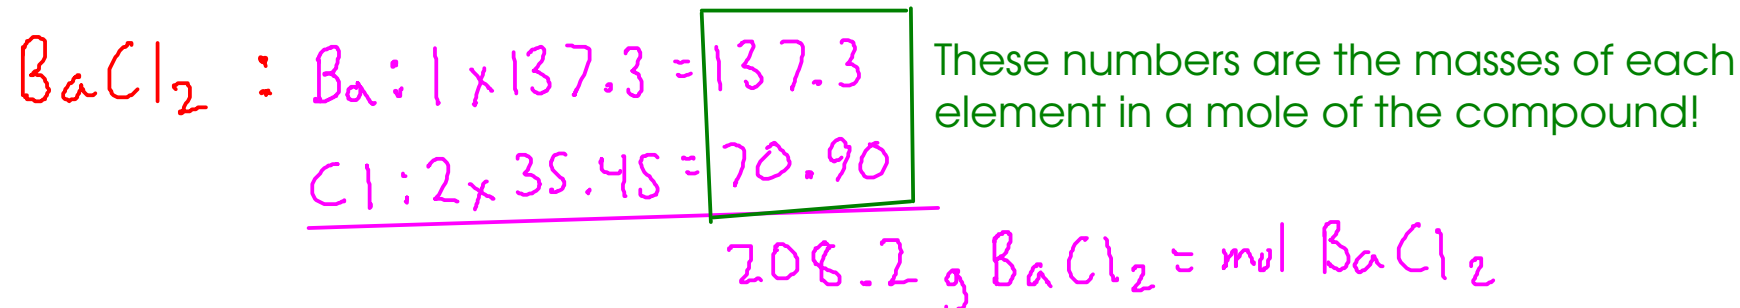 BaCl₂ : Ba: 1 x 137.3 = 137.3
These numbers are the masses of each
element in a mole of the compound!
Cl: 2 x 35.45 = 70.90
208.2 g BaCl₂ = mol BaCl₂